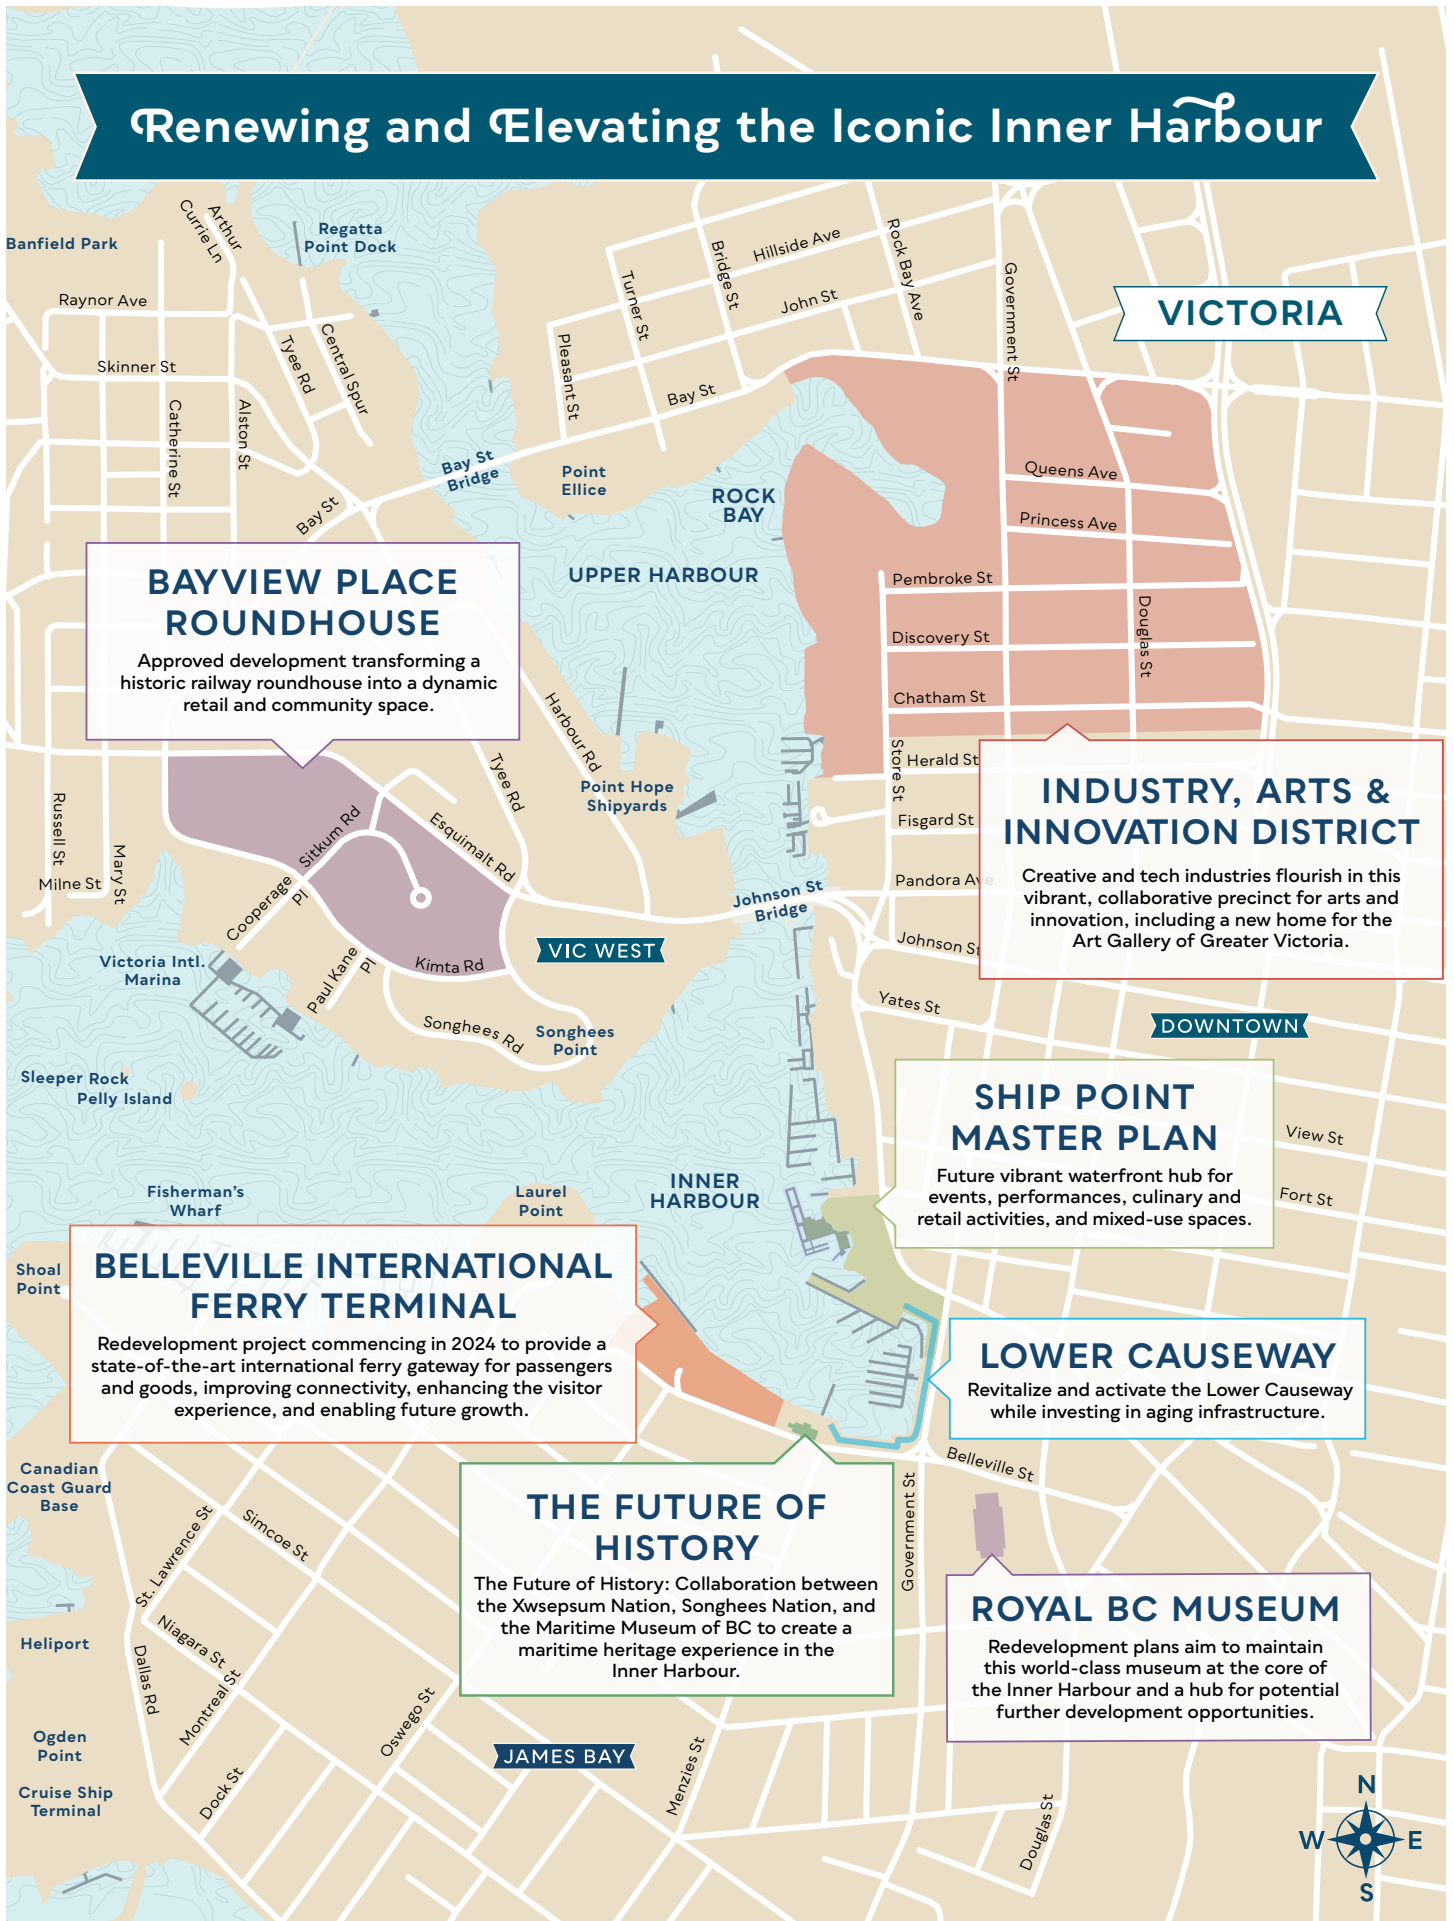 Renewing and Elevating the Iconic Inner Harbour
Banfield Park
Arthur
Currie Ln
Regatta
Point Dock
Raynor Ave
Skinner St
Tyee Rd
Central Spur
Catherine St
Alston St
Bay St
Bay St
Bridge
Pleasant St
Turner St
Bridge St
Hillside Ave
John St
Rock Bay Ave
Bay St
Government St
VICTORIA
Point
Ellice
ROCK
BAY
UPPER HARBOUR
Queens Ave
Princess Ave
Pembroke St
Discovery St
Chatham St
Douglas St
Store St
Herald St
Fisgard St
Pandora Ave
Johnson St
Yates St
BAYVIEW PLACE
ROUNDHOUSE
Approved development transforming a
historic railway roundhouse into a dynamic
retail and community space.
Harbour Rd
Tyee Rd
Point Hope
Shipyards
Esquimalt Rd
Sitkum Rd
Russell St
Mary St
Milne St
Cooperage
Pl
Paul Kane
Pl
Kimta Rd
Songhees Rd
Songhees
Point
VIC WEST
Johnson St
Bridge
Victoria Intl.
Marina
Sleeper Rock
Pelly Island
INDUSTRY, ARTS &
INNOVATION DISTRICT
Creative and tech industries flourish in this
vibrant, collaborative precinct for arts and
innovation, including a new home for the
Art Gallery of Greater Victoria.
DOWNTOWN
SHIP POINT
MASTER PLAN
Future vibrant waterfront hub for
events, performances, culinary and
retail activities, and mixed-use spaces.
View St
Fort St
INNER
HARBOUR
Fisherman's
Wharf
Laurel
Point
Shoal
Point
BELLEVILLE INTERNATIONAL
FERRY TERMINAL
Redevelopment project commencing in 2024 to provide a
state-of-the-art international ferry gateway for passengers
and goods, improving connectivity, enhancing the visitor
experience, and enabling future growth.
LOWER CAUSEWAY
Revitalize and activate the Lower Causeway
while investing in aging infrastructure.
Belleville St
Government St
Canadian
Coast Guard
Base
St. Lawrence St
Simcoe St
THE FUTURE OF
HISTORY
The Future of History: Collaboration between
the Xwsepsum Nation, Songhees Nation, and
the Maritime Museum of BC to create a
maritime heritage experience in the
Inner Harbour.
ROYAL BC MUSEUM
Redevelopment plans aim to maintain
this world-class museum at the core of
the Inner Harbour and a hub for potential
further development opportunities.
Heliport
Niagara St
Dallas Rd
Montreal St
Oswego St
Dock St
Ogden
Point
Cruise Ship
Terminal
JAMES BAY
Menzies St
Douglas St
N
W
E
S